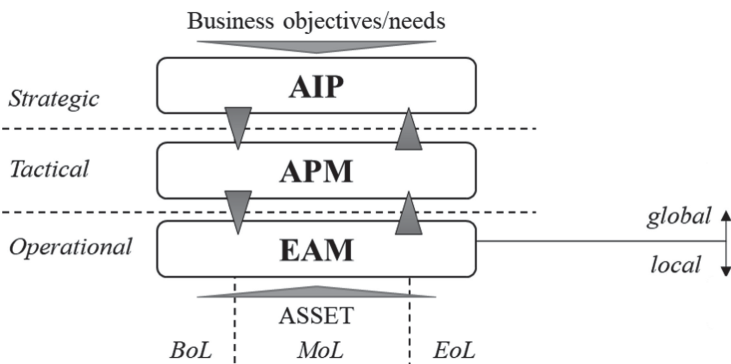 Business objectives/needs
AIP
Strategic
Tactical
APM
Operational
EAM
global
local
ASSET
BoL MoL EoL